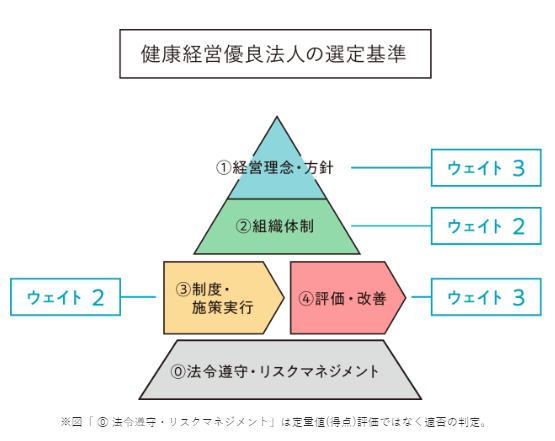 健康経営優良法人の選定基準
①経営理念・方針
ウェイト 3
②組織体制
ウェイト 2
ウェイト 2
③制度・
施策実行
④評価・改善
ウェイト 3
⓪法令遵守・リスクマネジメント
※図「⓪法令遵守・リスクマネジメント」は定量値(得点)評価ではなく適否の判定。